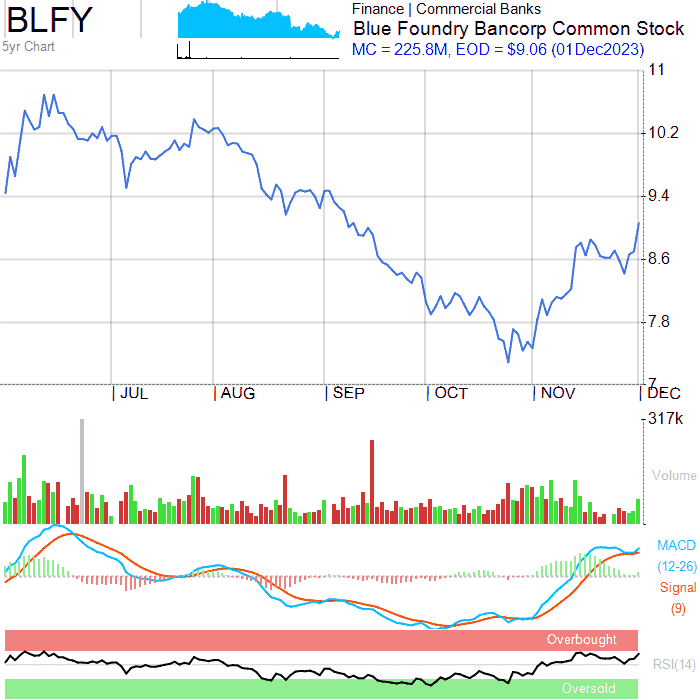 BLFY
5yr Chart
Finance | Commercial Banks
Blue Foundry Bancorp Common Stock
MC = 225.8M, EOD = $9.06 (01Dec2023)
11
10.2
9.4
8.6
7.8
7
JUL AUG SEP OCT NOV DEC
317k
Volume
MACD
(12-26)
Signal
(9)
Overbought
RSI(14)
Oversold